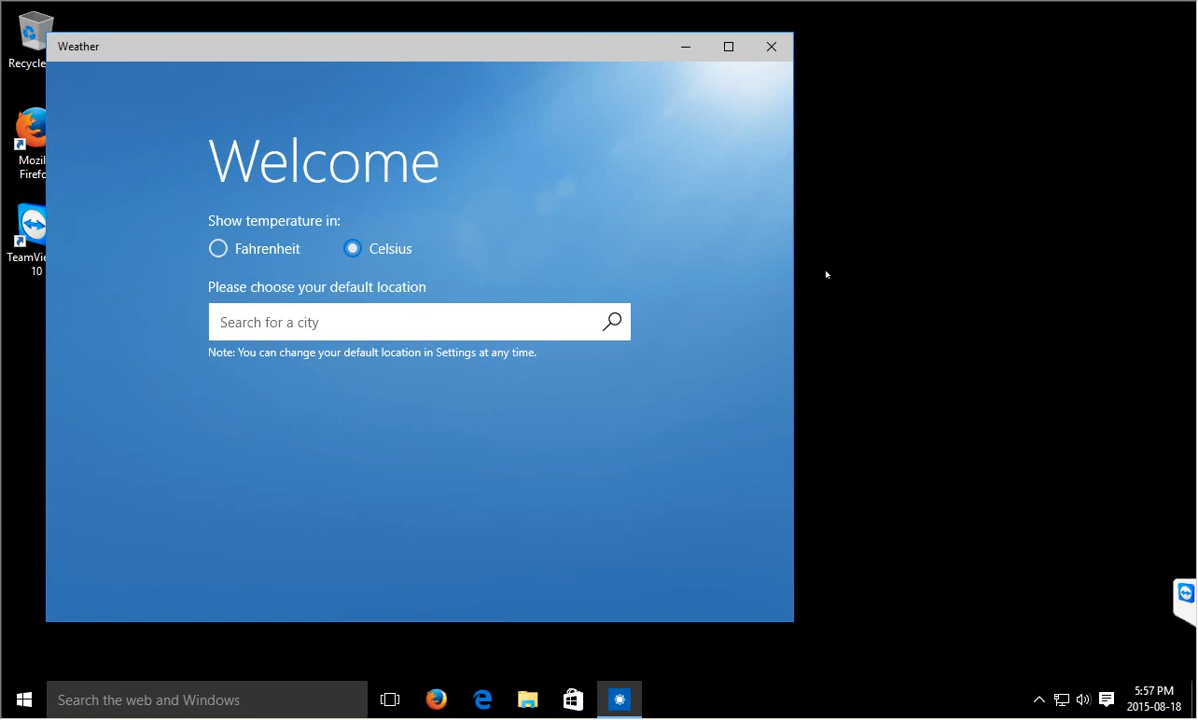 Weather
Recycle
Mozil
Firefo
TeamVie
10
Welcome
Show temperature in:
Fahrenheit
Celsius
Please choose your default location
Search for a city
Note: You can change your default location in Settings at any time.
Search the web and Windows
5:57 PM
2015-08-18